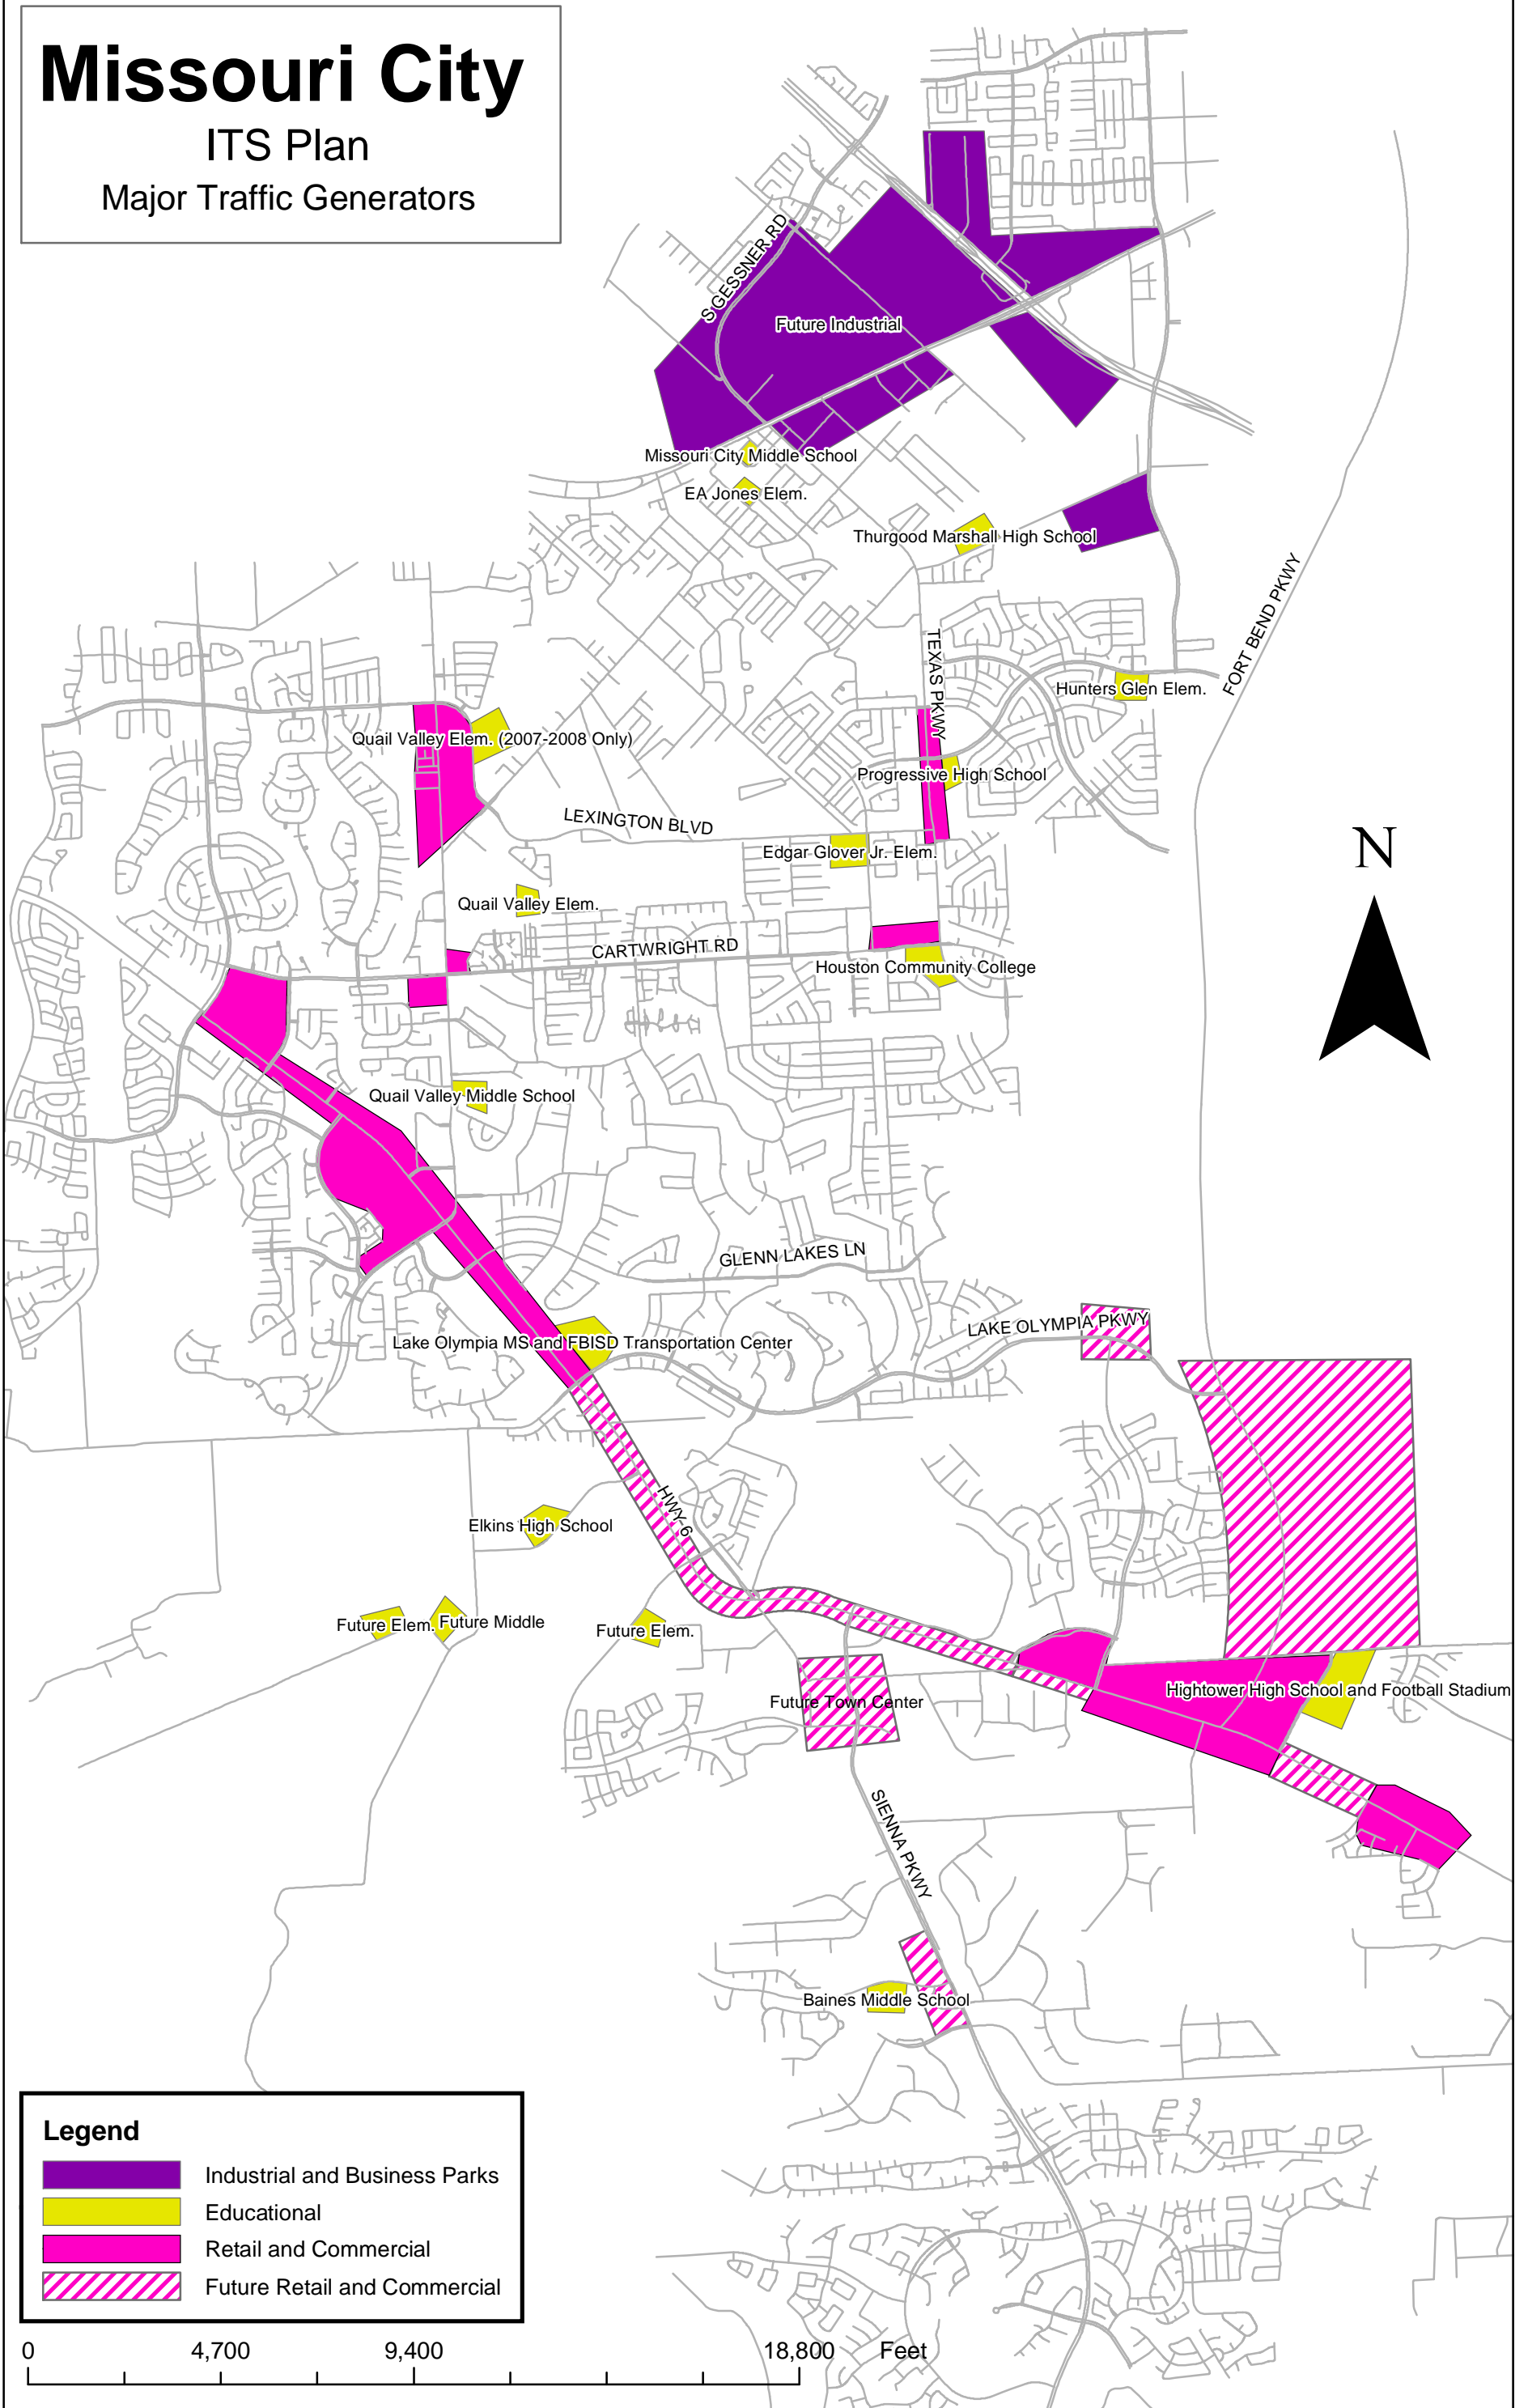 Missouri City
ITS Plan
Major Traffic Generators
S GESSNER RD
Future Industrial
Missouri City Middle School
EA Jones Elem.
Thurgood Marshall High School
FORT BEND PKWY
TEXAS PKWY
Hunters Glen Elem.
Quail Valley Elem. (2007-2008 Only)
Progressive High School
LEXINGTON BLVD
Edgar Glover Jr. Elem.
N
Quail Valley Elem.
CARTWRIGHT RD
Houston Community College
Quail Valley Middle School
GLENN LAKES LN
LAKE OLYMPIA PKWY
Lake Olympia MS and FBISD Transportation Center
HWY 6
Elkins High School
Future Elem.
Future Middle
Future Elem.
Hightower High School and Football Stadium
Future Town Center
SIENNA PKWY
Baines Middle School
Legend
Industrial and Business Parks
Educational
Retail and Commercial
Future Retail and Commercial
0 4,700 9,400 18,800 Feet